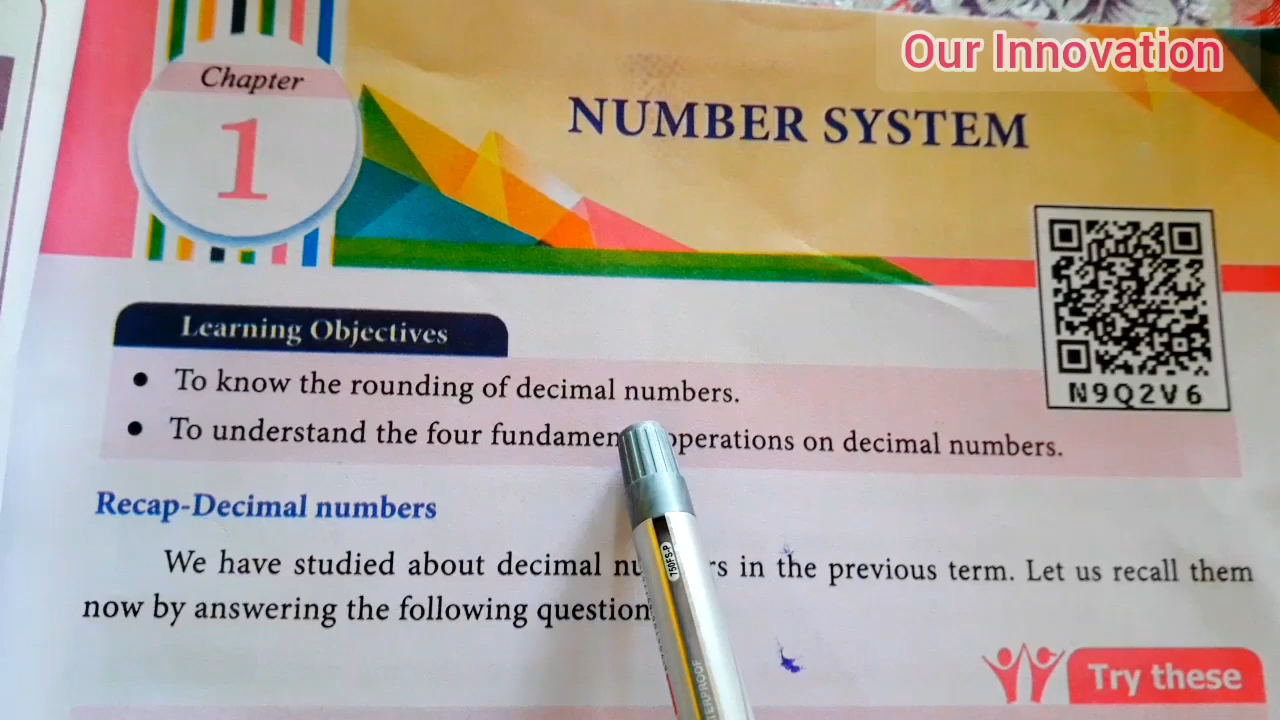 Our Innovation
Chapter
1
NUMBER SYSTEM
N9Q2V6
Learning Objectives
• To know the rounding of decimal numbers.
• To understand the four operations on decimal numbers.
Recap-Decimal numbers
We have studied about decimal in the previous term. Let us recall them
now by answering the following question
Try these
750FS-P